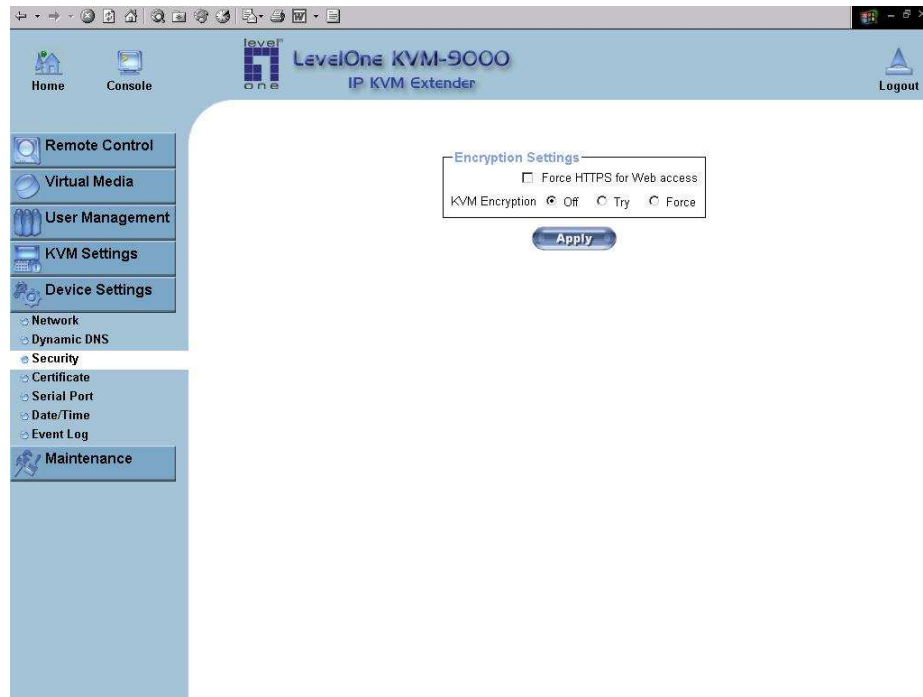 level
one
LevelOne KVM-9000
IP KVM Extender
Home
Console
Logout
Remote Control
Virtual Media
User Management
KVM Settings
Device Settings
Network
Dynamic DNS
Security
Certificate
Serial Port
Date/Time
Event Log
Maintenance
Encryption Settings
Force HTTPS for Web access
KVM Encryption Off Try Force
Apply